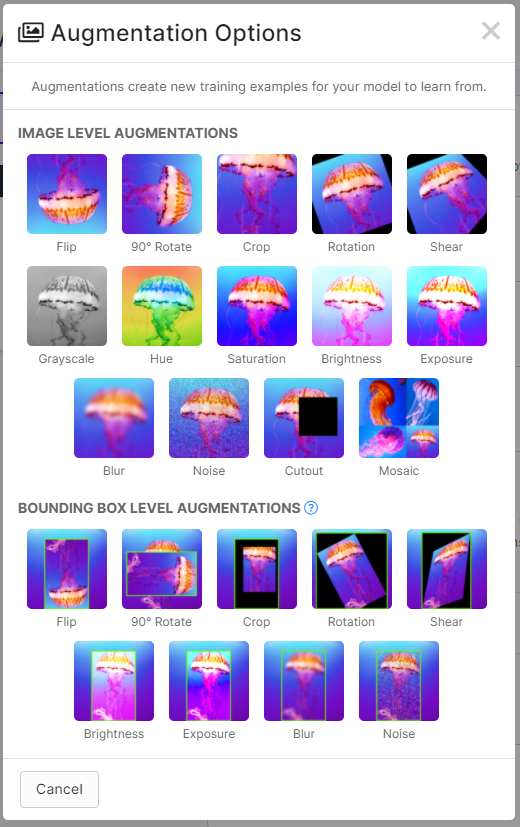 Augmentation Options
Augmentations create new training examples for your model to learn from.
IMAGE LEVEL AUGMENTATIONS
Flip 90° Rotate Crop Rotation Shear
Grayscale Hue Saturation Brightness Exposure
Blur Noise Cutout Mosaic
BOUNDING BOX LEVEL AUGMENTATIONS ?
Flip 90° Rotate Crop Rotation Shear
Brightness Exposure Blur Noise
Cancel